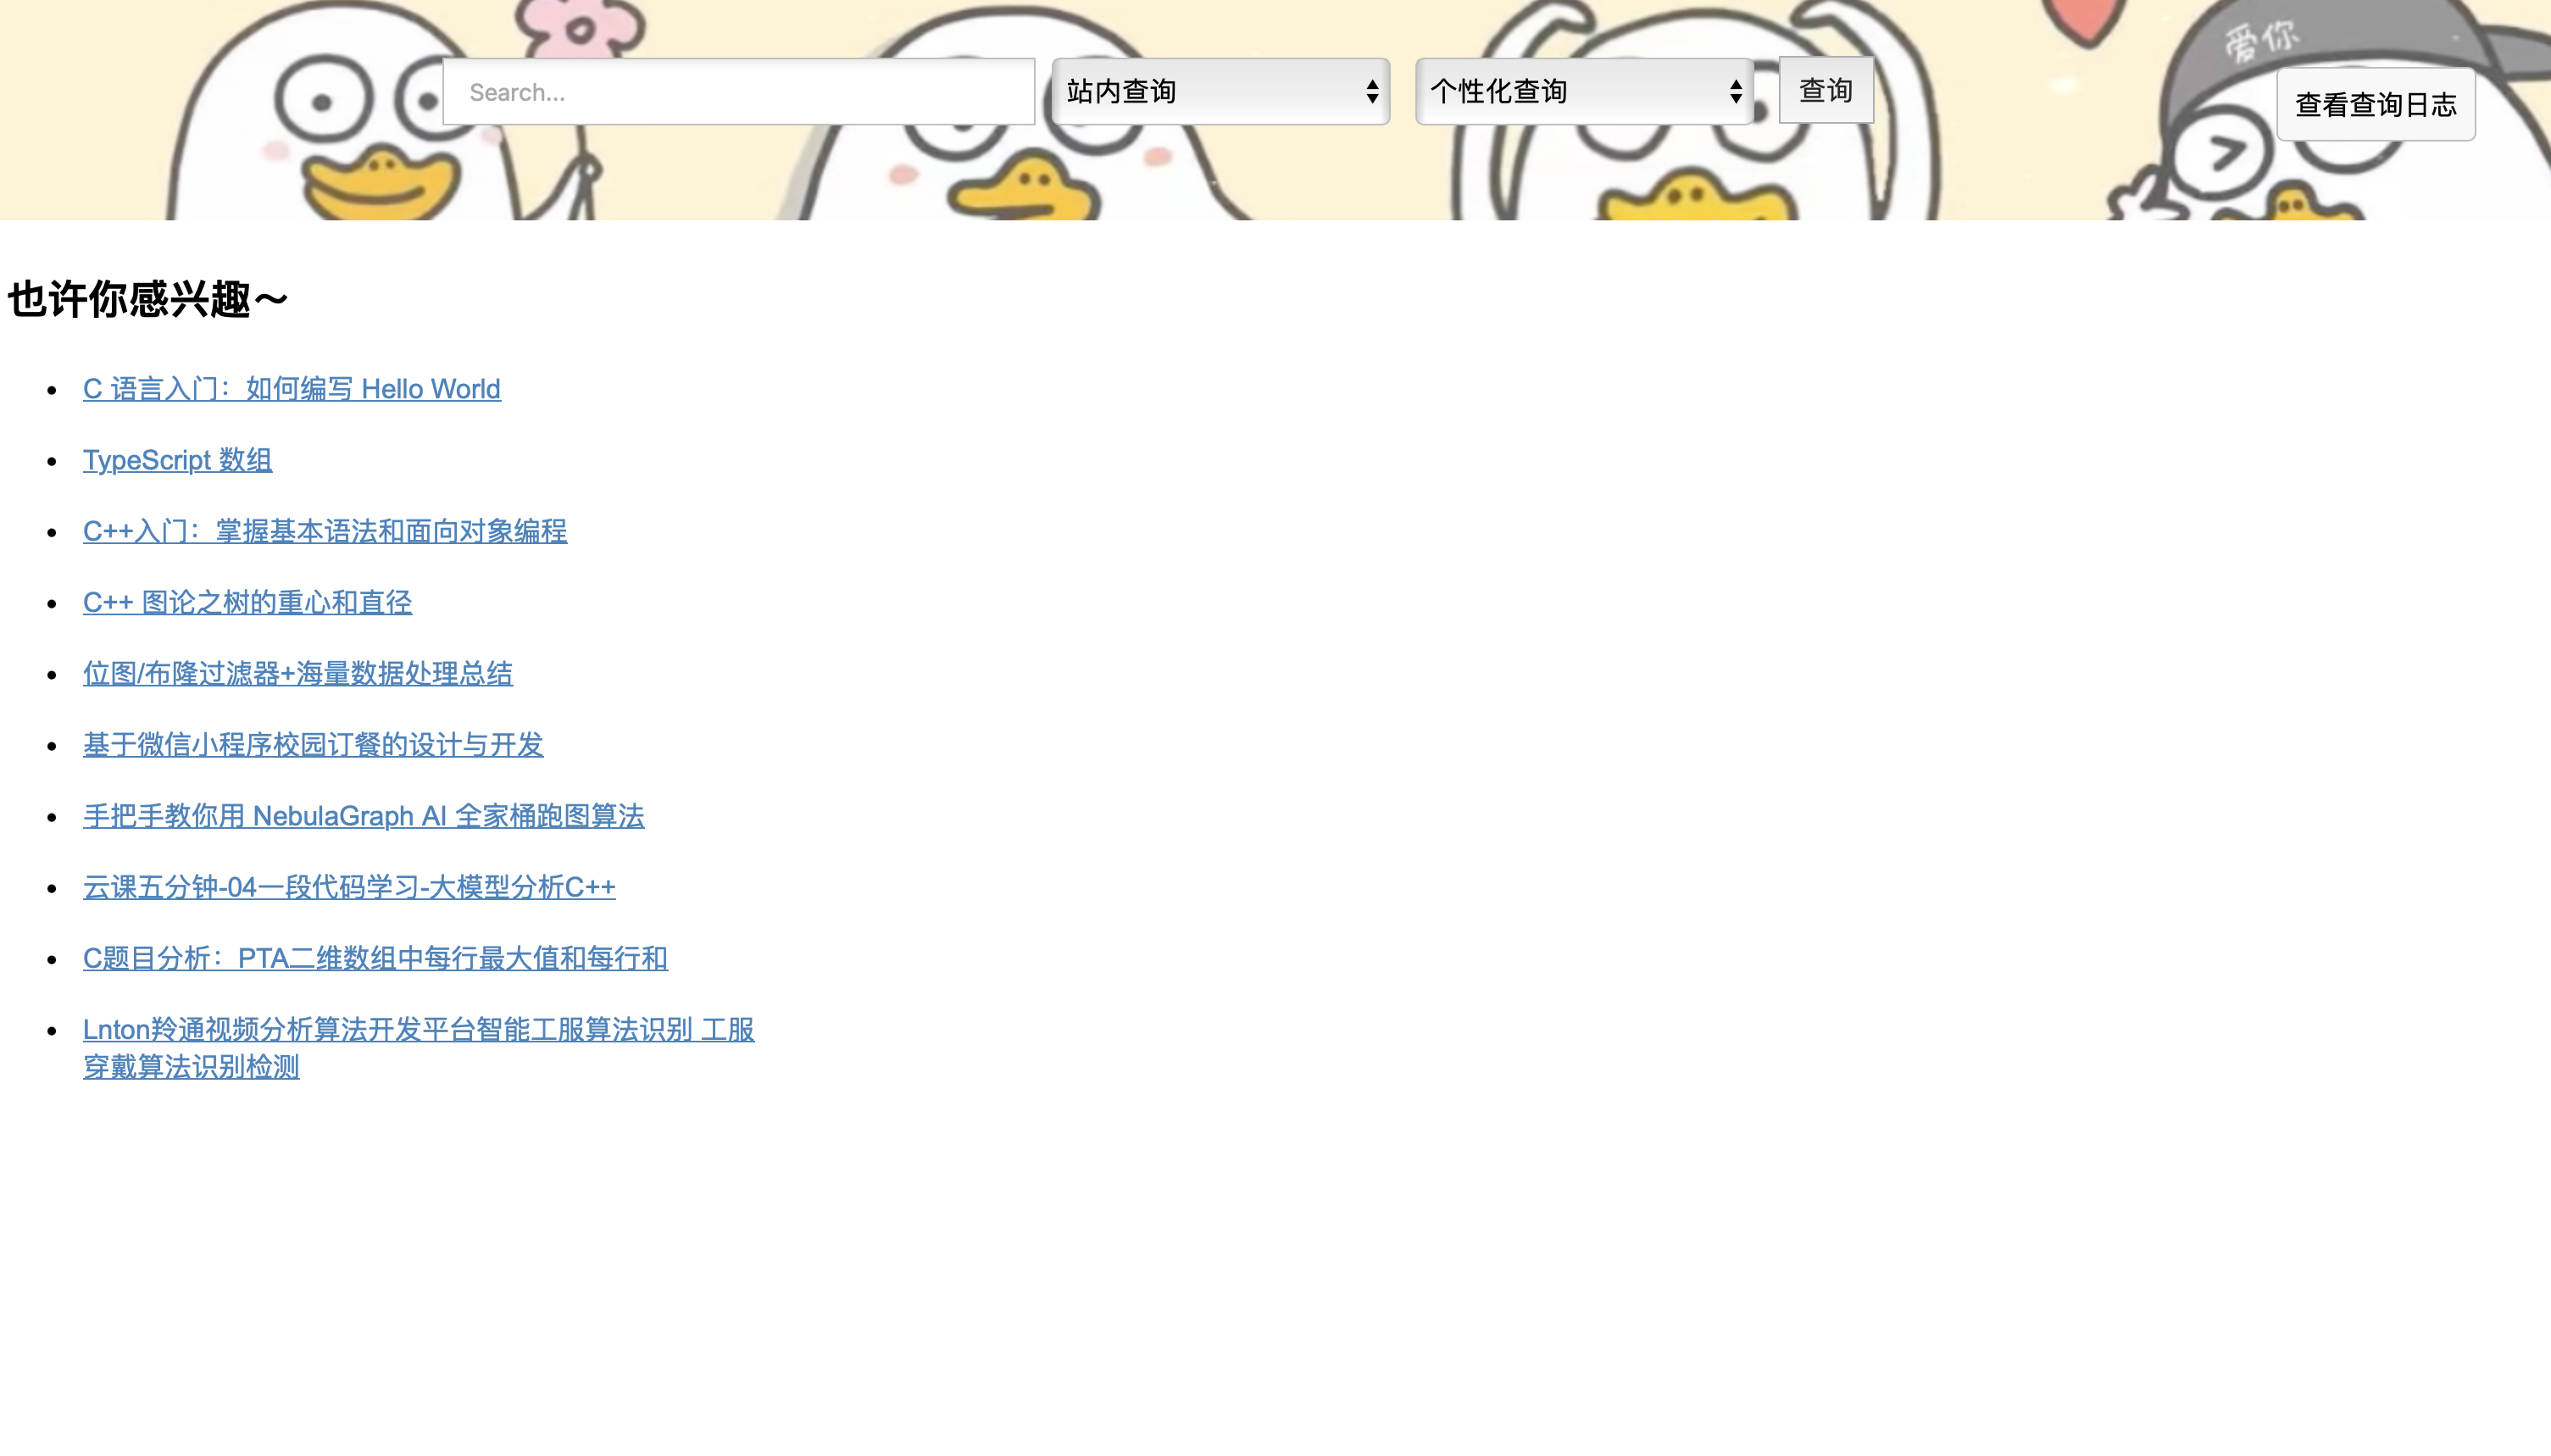 爱你
Search...
站内查询
个性化查询
查询
查看查询日志
也许你感兴趣～
C 语言入门：如何编写 Hello World
TypeScript 数组
C++入门：掌握基本语法和面向对象编程
C++ 图论之树的重心和直径
位图/布隆过滤器+海量数据处理总结
基于微信小程序校园订餐的设计与开发
手把手教你用 NebulaGraph AI 全家桶跑图算法
云课五分钟-04一段代码学习-大模型分析C++
C题目分析：PTA二维数组中每行最大值和每行和
Lnton羚通视频分析算法开发平台智能工服算法识别 工服
穿戴算法识别检测